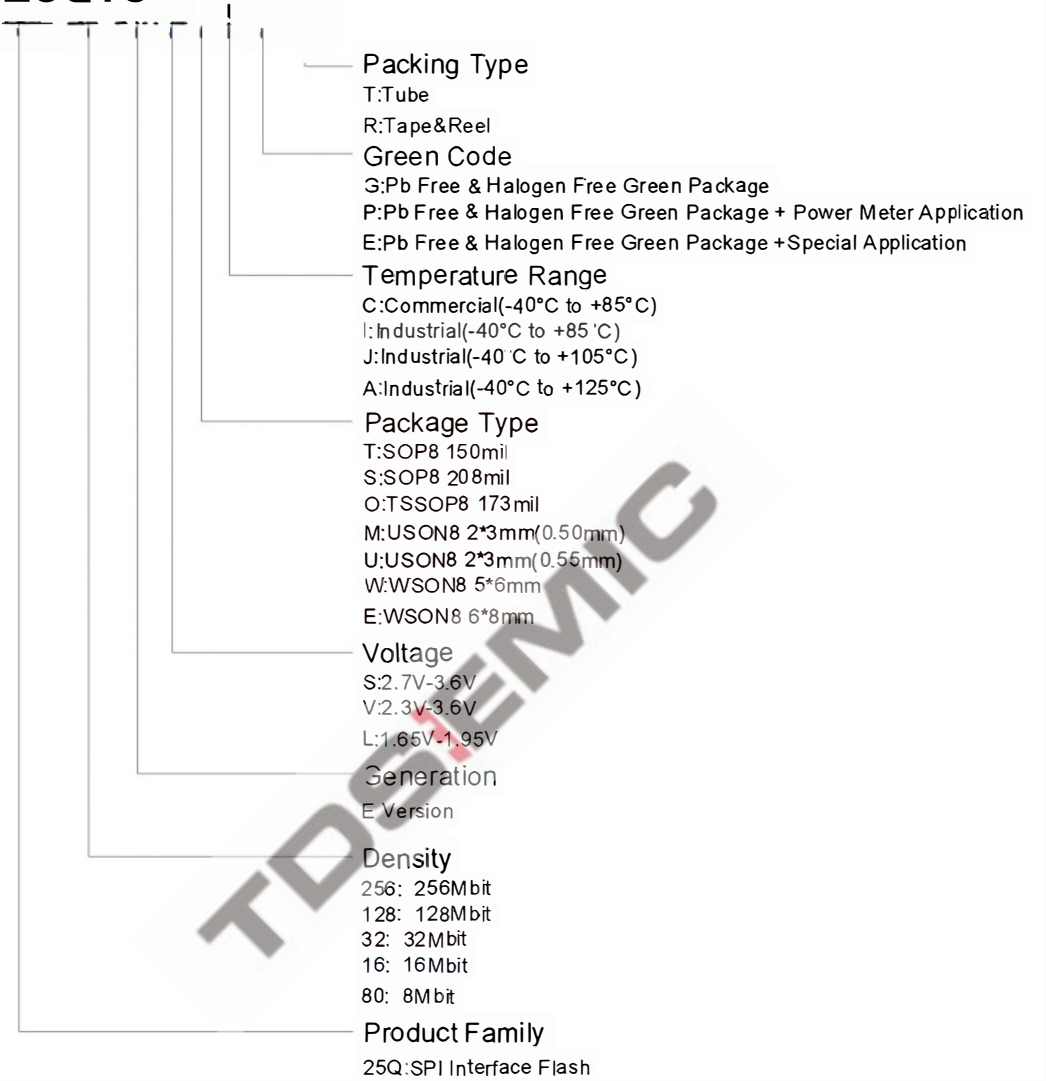 Packing Type
T:Tube
R:Tape&Reel
Green Code
G:Pb Free & Halogen Free Green Package
P:Pb Free & Halogen Free Green Package + Power Meter Application
E:Pb Free & Halogen Free Green Package +Special Application
Temperature Range
C:Commercial(-40°C to +85°C)
I:Industrial(-40°C to +85°C)
J:Industrial(-40°C to +105°C)
A:Industrial(-40°C to +125°C)
Package Type
T:SOP8 150mil
S:SOP8 208mil
O:TSSOP8 173mil
M:USON8 2*3mm(0.50mm)
U:USON8 2*3mm(0.55mm)
W:WSON8 5*6mm
E:WSON8 6*8mm
Voltage
S:2.7V-3.6V
V:2.3V-3.6V
L:1.65V-1.95V
Generation
E Version
Density
256: 256Mbit
128: 128Mbit
32: 32Mbit
16: 16Mbit
80: 8Mbit
Product Family
25Q:SPI Interface Flash
TDSEMIC